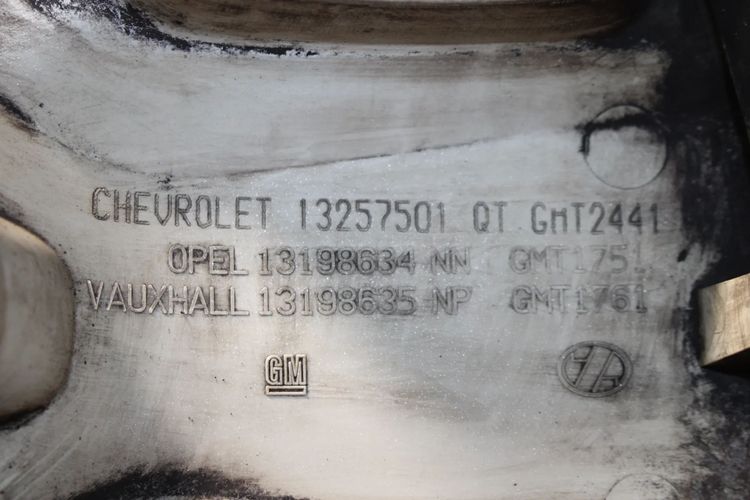 CHEVROLET 13257501 QT GMT2441
OPEL 13198634 NN GMT1751
VAUXHALL 13198635 NP GMT1761
GM